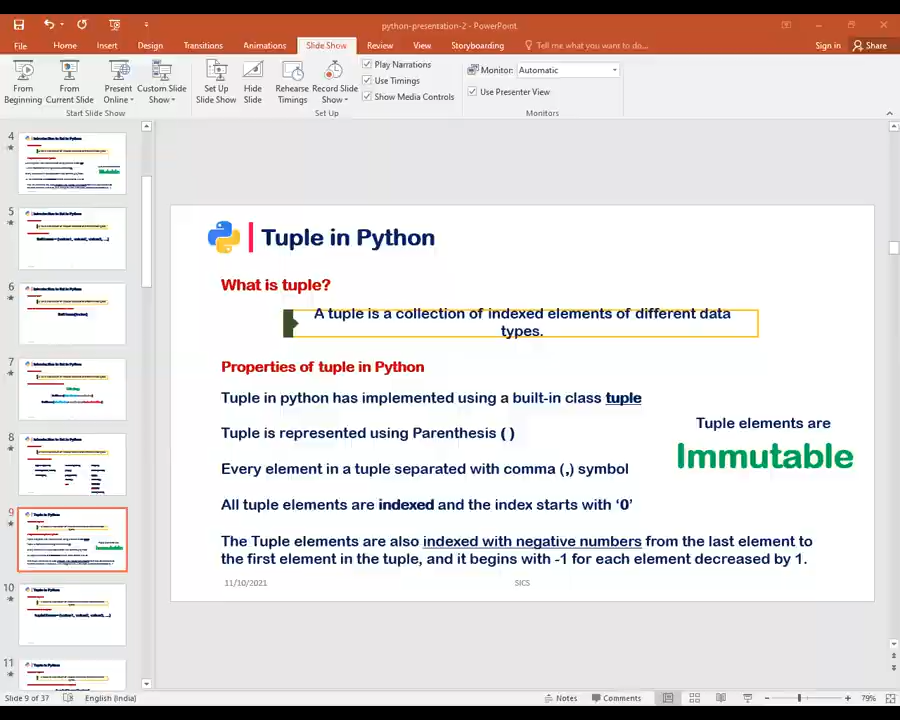 python-presentation-2 - PowerPoint
File Home Insert Design Transitions Animations Slide Show Review View Storyboarding Tell me what you want to do... Sign in Share
From Beginning
From Current Slide
Present Online
Custom Slide Show
Set Up Slide Show
Hide Slide
Rehearse Timings
Record Slide Show
Play Narrations
Use Timings
Show Media Controls
Monitor: Automatic
Use Presenter View
Start Slide Show Set Up Monitors
4
5
6
7
8
9
10
11
Tuple in Python
What is tuple?
A tuple is a collection of indexed elements of different data
types.
Properties of tuple in Python
Tuple in python has implemented using a built-in class tuple
Tuple is represented using Parenthesis ( )
Every element in a tuple separated with comma (,) symbol
All tuple elements are indexed and the index starts with ‘0’
The Tuple elements are also indexed with negative numbers from the last element to
the first element in the tuple, and it begins with -1 for each element decreased by 1.
Tuple elements are
Immutable
11/10/2021 SICS
Slide 9 of 37 English (India) Notes Comments 79%